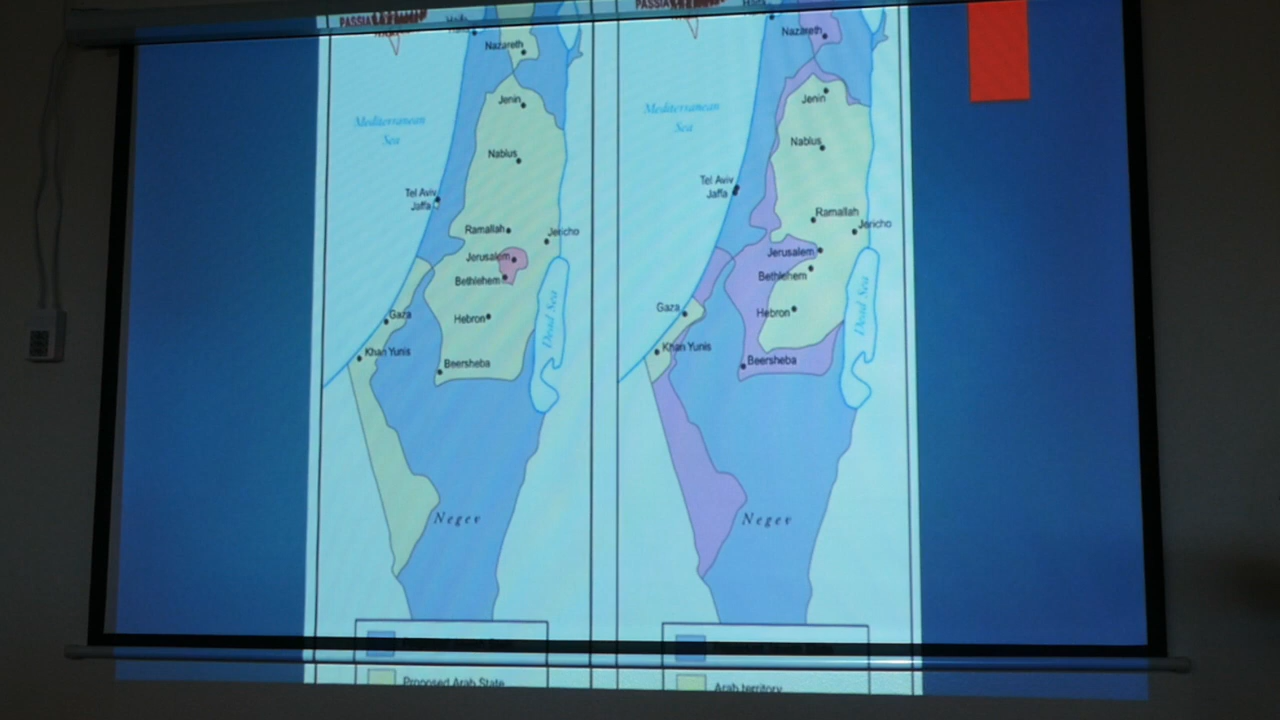 PASSIA
Nazareth
Jenin
Mediterranean
Sea
Nablus
Tel Aviv
Jaffa
Ramallah
Jericho
Jerusalem
Bethlehem
Gaza
Hebron
Dead Sea
Khan Yunis
Beersheba
Negev
Proposed Arab State
PASSIA
Nazareth
Jenin
Mediterranean
Sea
Nablus
Tel Aviv
Jaffa
Ramallah
Jericho
Jerusalem
Bethlehem
Gaza
Hebron
Dead Sea
Khan Yunis
Beersheba
Negev
Arab territory